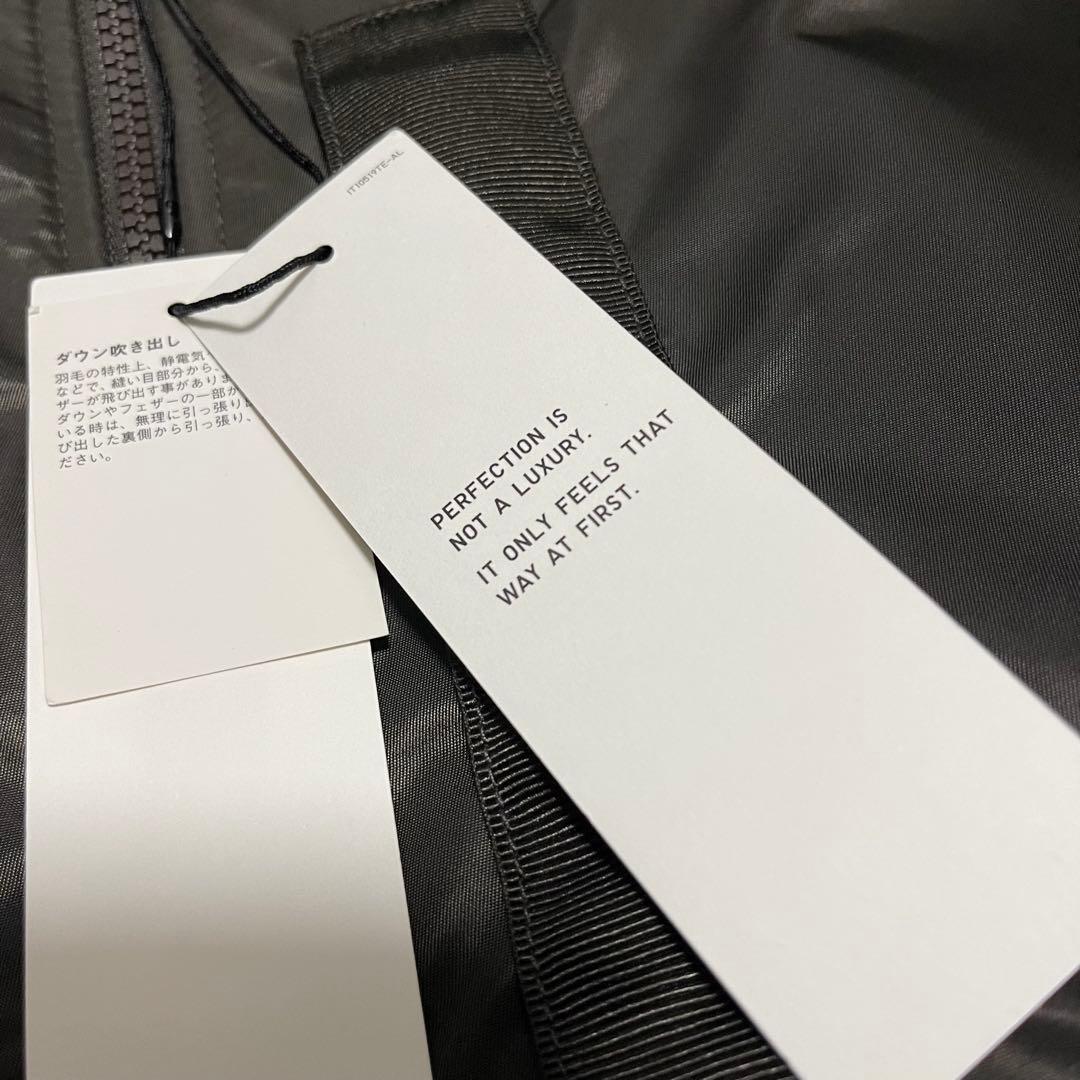 IT10519TE-AL
ダウン吹き出し
羽毛の特性上、静電気
などで、縫い目部分から、
ザーが飛び出す事がありま
ダウンやフェザーの一部が
いる時は、無理に引っ張り
び出した裏側から引っ張り、
ださい。
PERFECTION IS
NOT A LUXURY.
IT ONLY FEELS THAT
WAY AT FIRST.